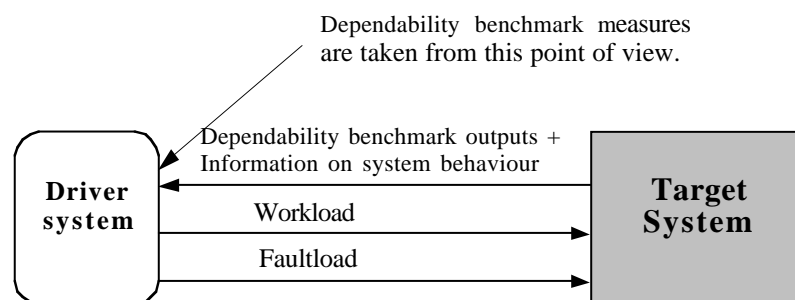 Dependability benchmark measures
are taken from this point of view.
Dependability benchmark outputs +
Information on system behaviour
Driver
system
Workload
Faultload
Target
System